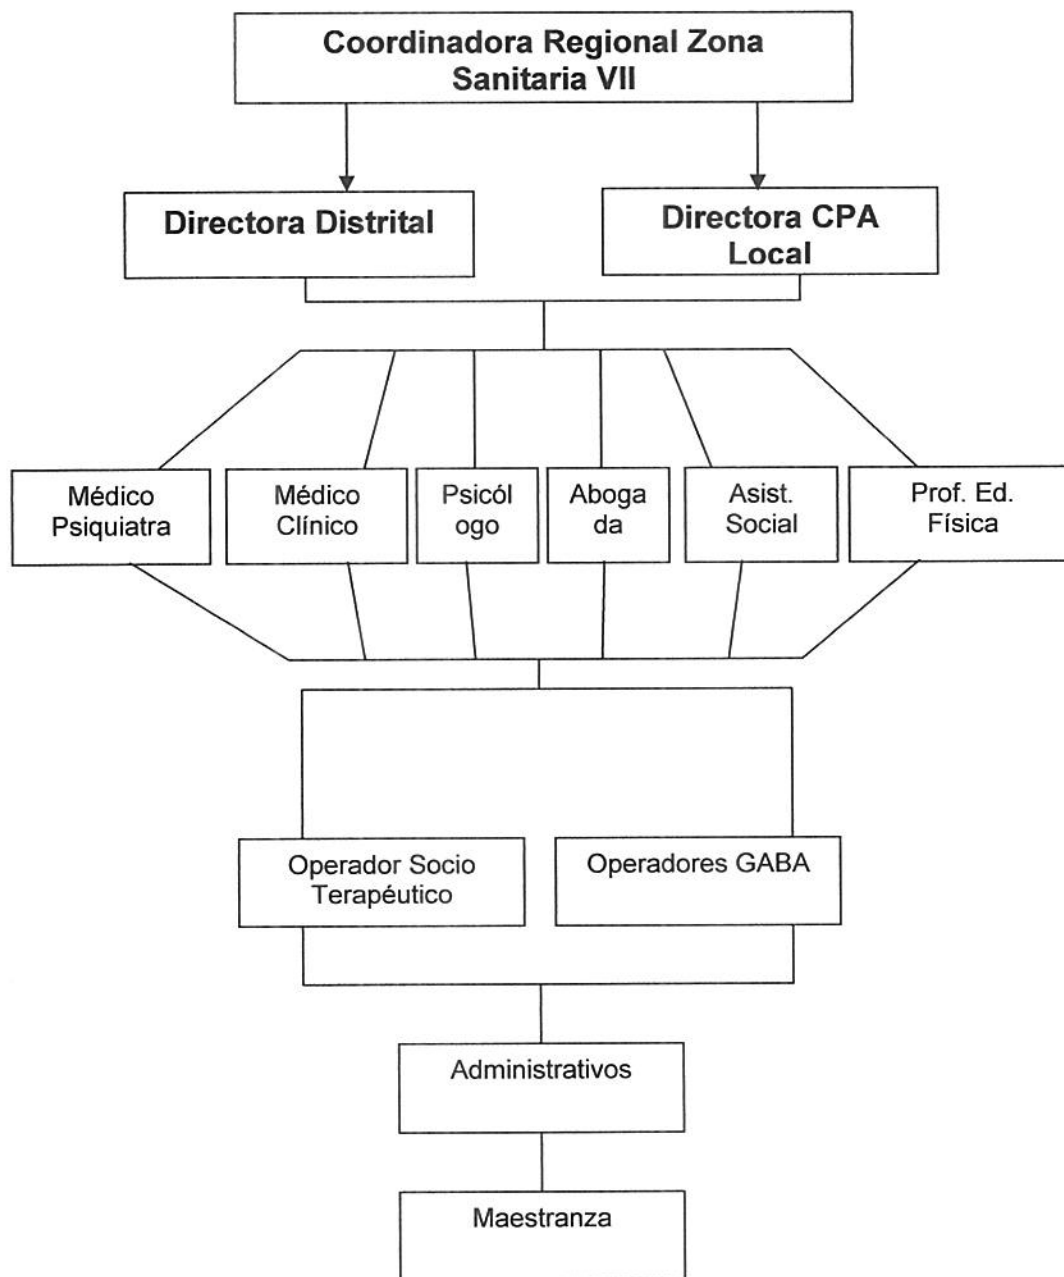 Coordinadora Regional Zona
Sanitaria VII
Directora Distrital
Directora CPA
Local
Médico
Psiquiatra
Médico
Clínico
Psicól
ogo
Aboga
da
Asist.
Social
Prof. Ed.
Física
Operador Socio
Terapéutico
Operadores GABA
Administrativos
Maestranza